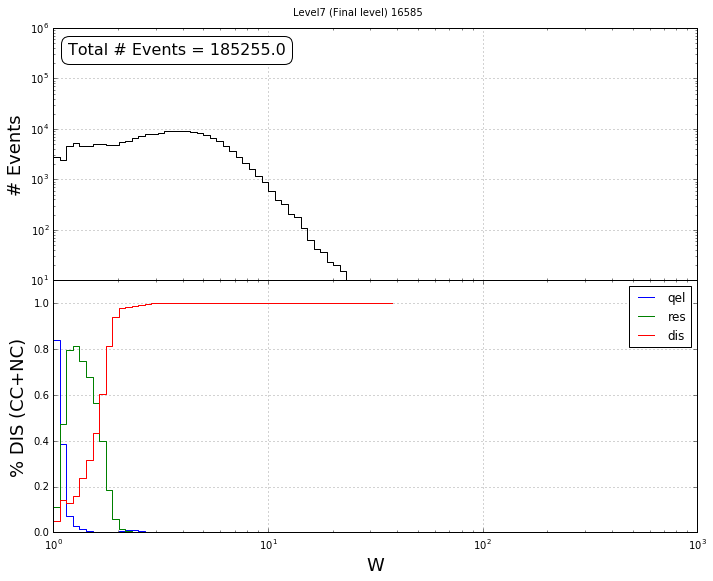 Level7 (Final level) 16585
Total # Events = 185255.0
# Events
10^6
10^5
10^4
10^3
10^2
10^1
qel
res
dis
% DIS (CC+NC)
1.0
0.8
0.6
0.4
0.2
0.0
10^0 10^1 10^2 10^3
W